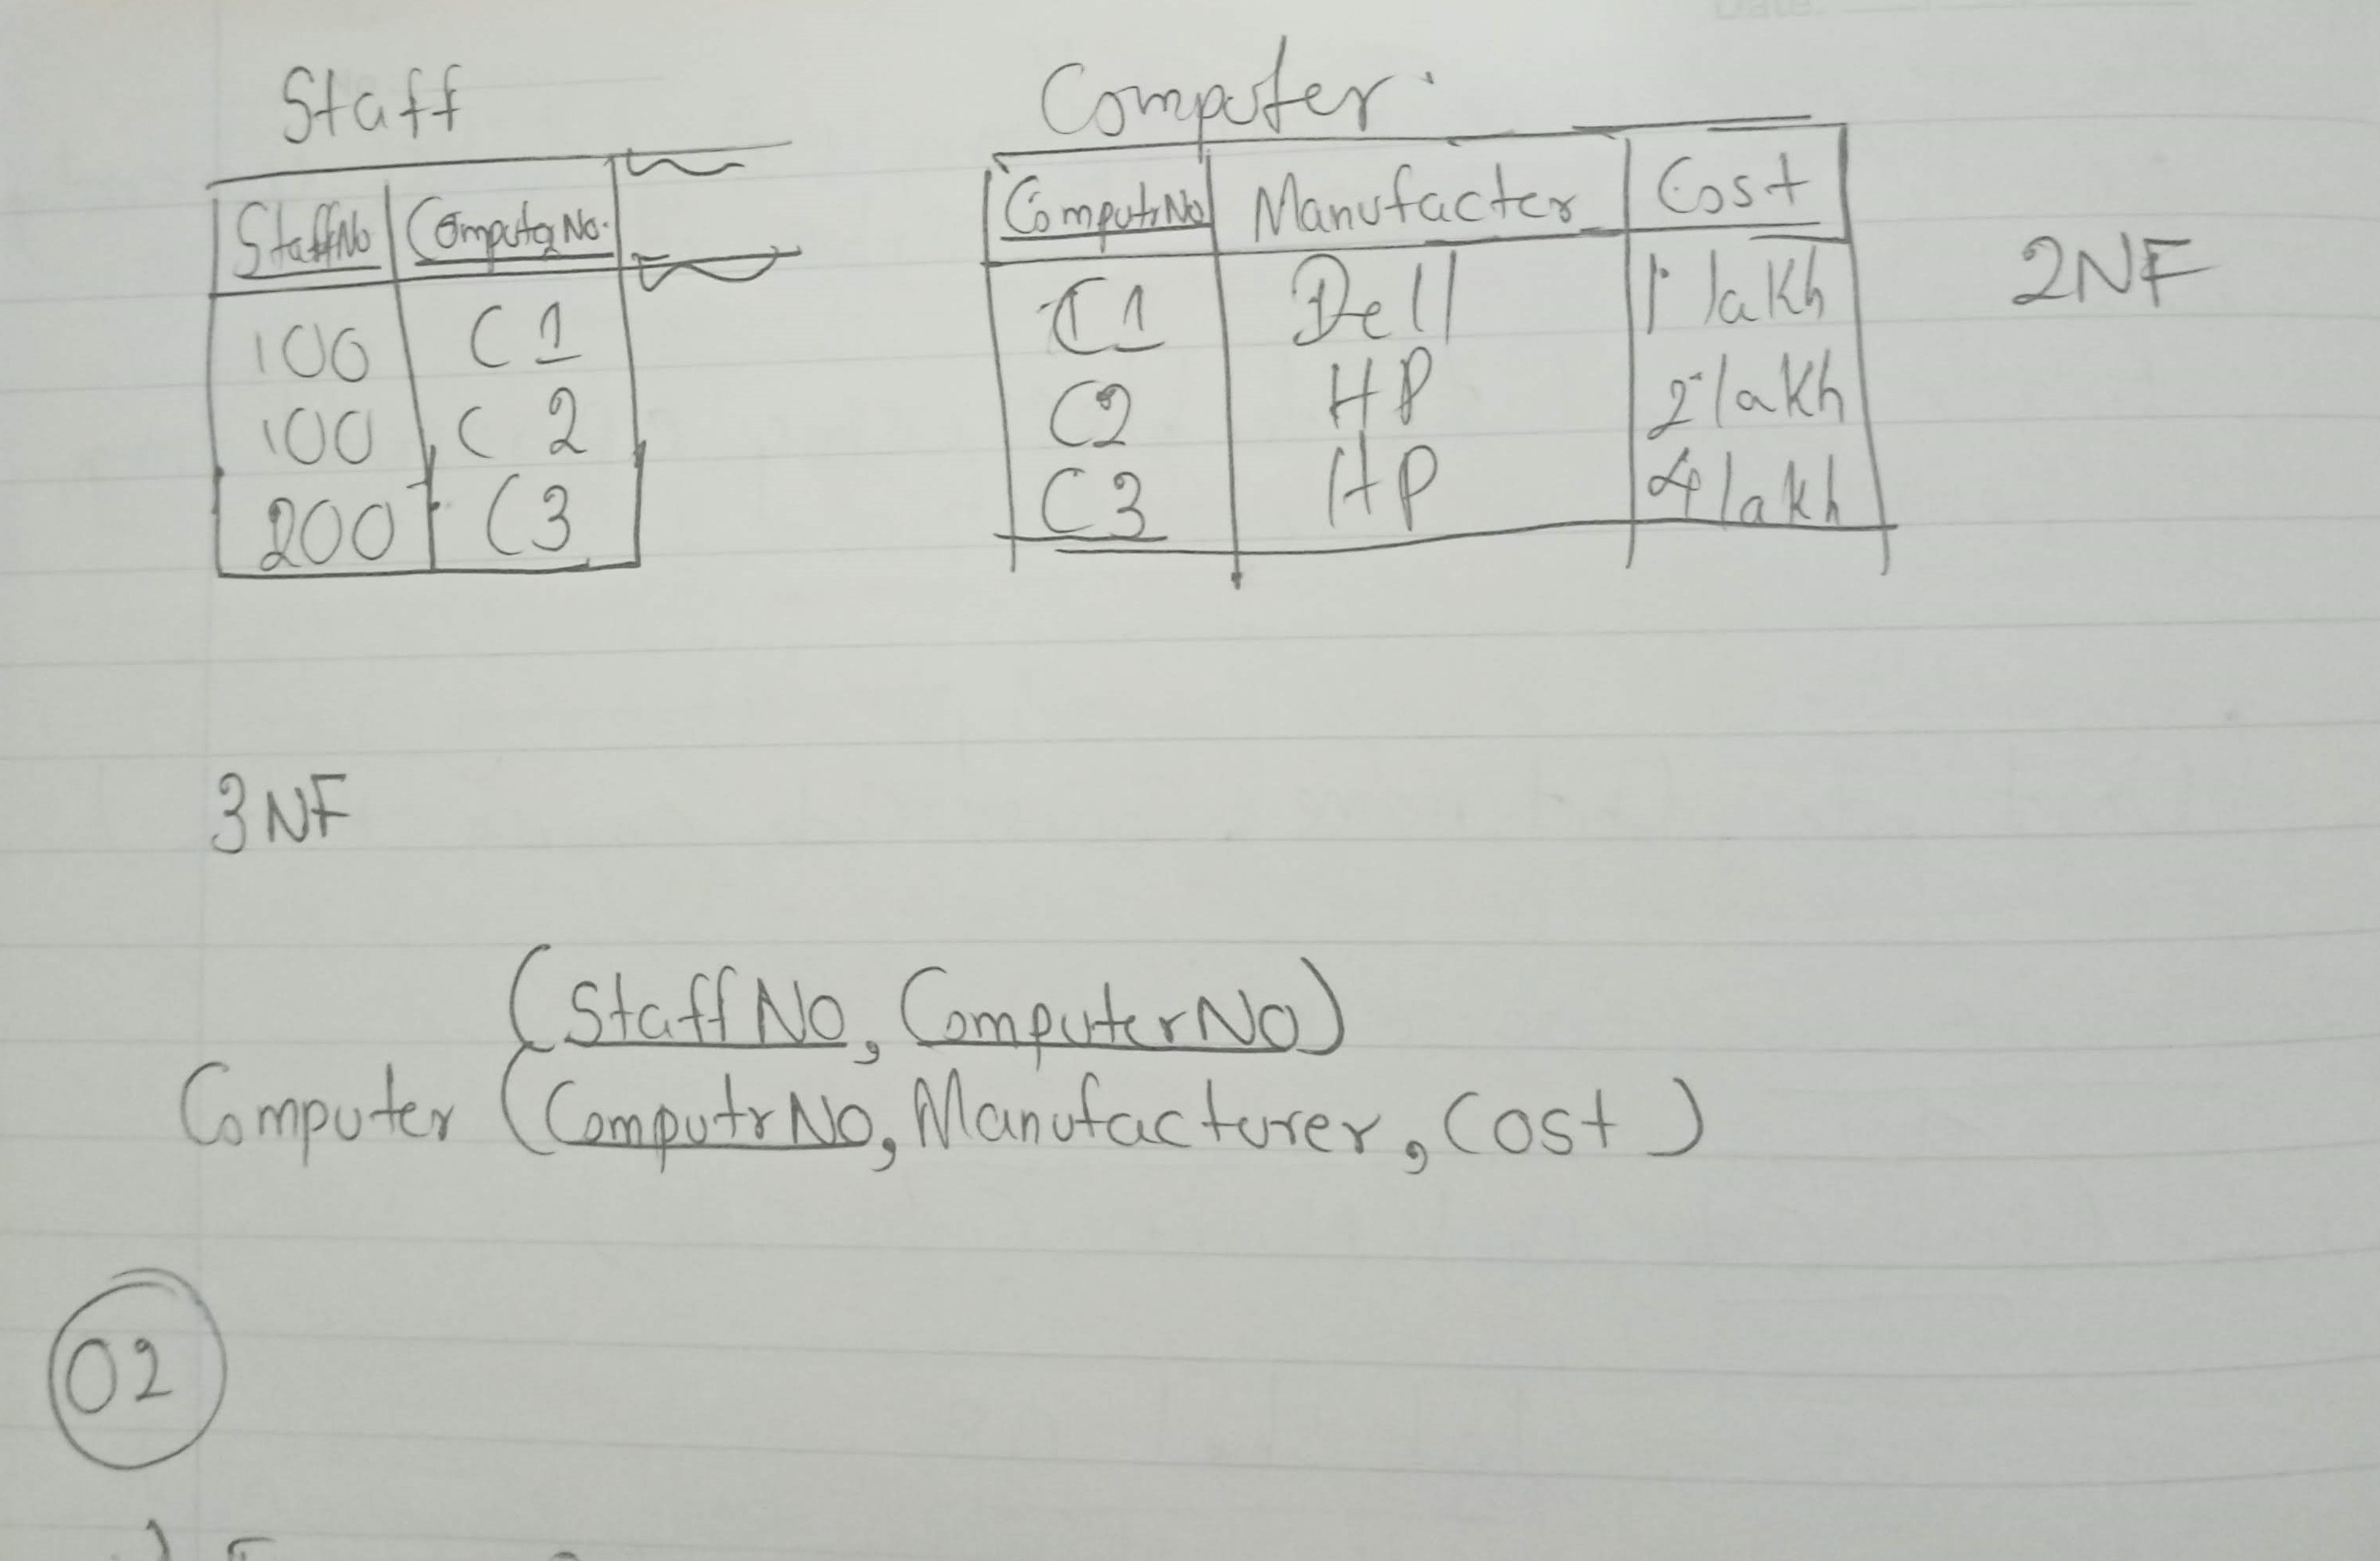 Staff
StaffNo ComputerNo.
100 C1
100 C2
200 C3
Computer
ComputrNo Manufacter Cost
C1 Dell 1 lakh
C2 HP 2 lakh
C3 HP 4 lakh
2NF
3NF
(StaffNo, ComputerNo)
Computer (ComputrNo, Manufacturer, Cost)
02